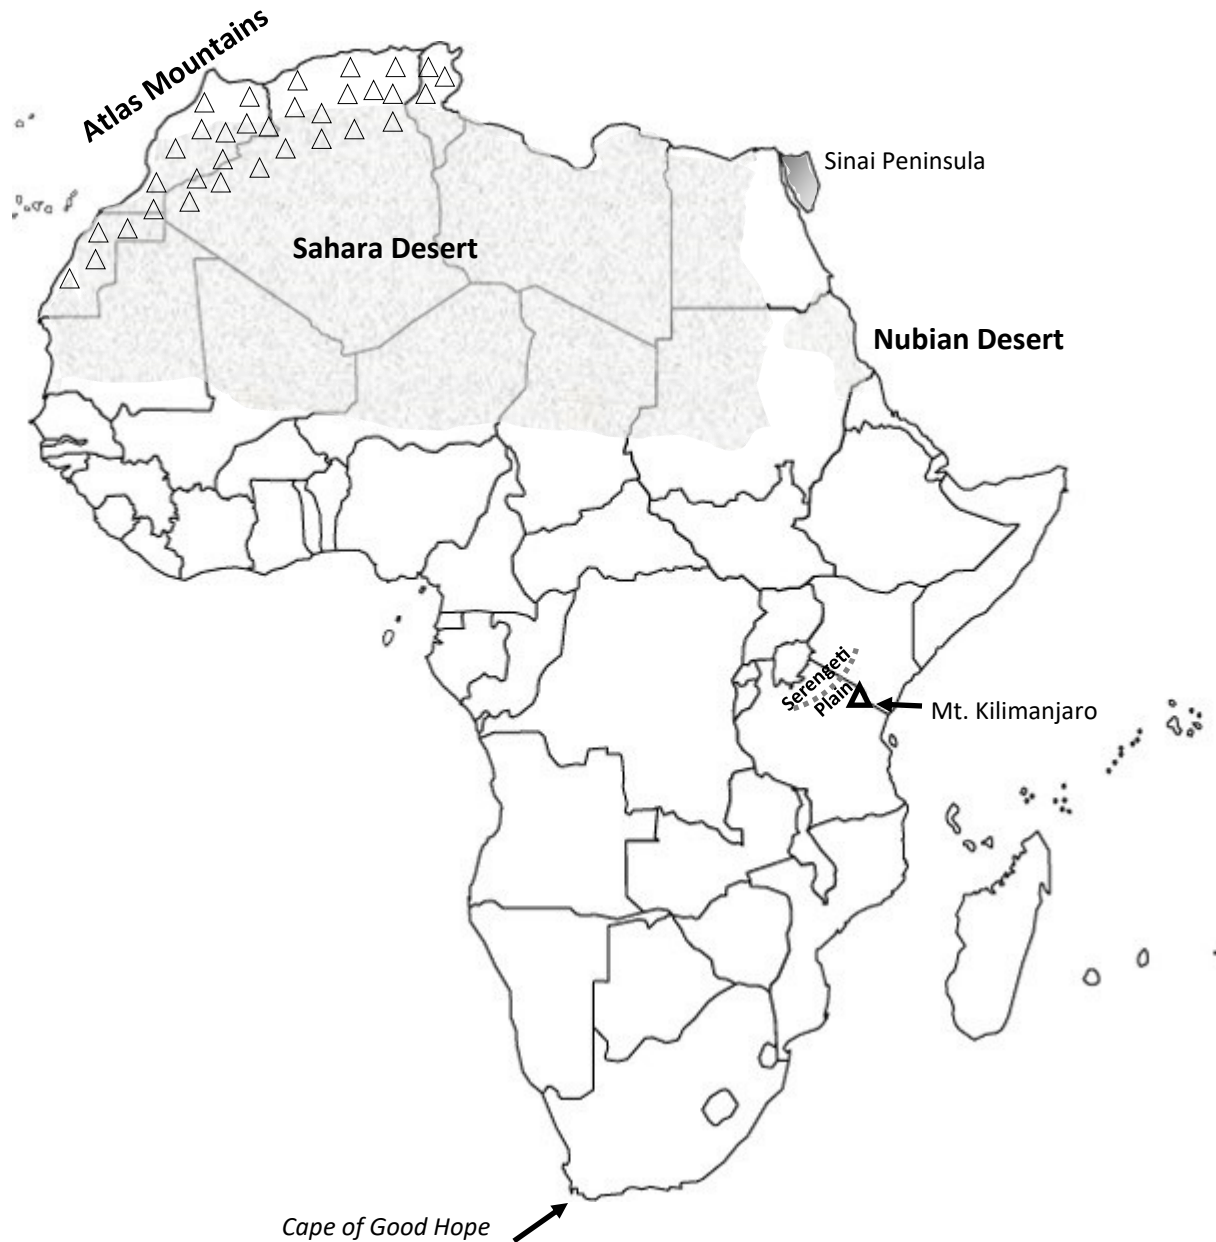 Atlas Mountains
Sinai Peninsula
Sahara Desert
Nubian Desert
Serengeti
Plain
Mt. Kilimanjaro
Cape of Good Hope